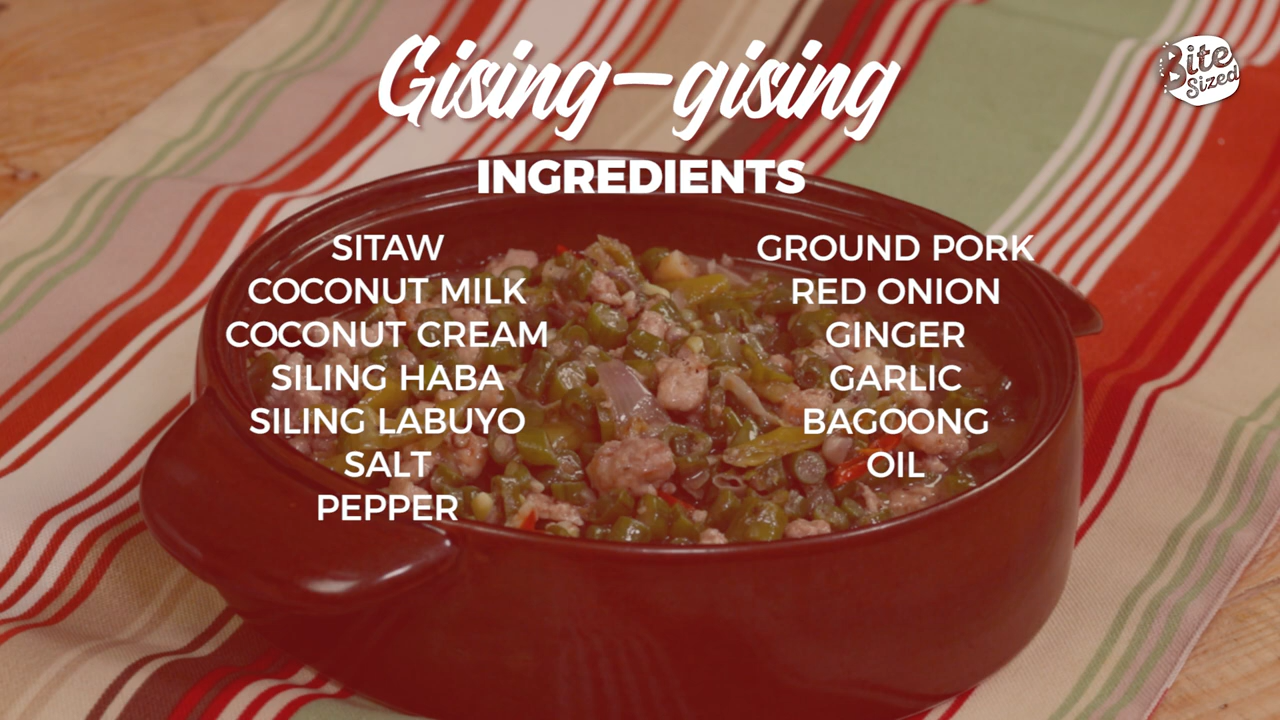 Gising-gising
Bite
Sized
INGREDIENTS
SITAW
COCONUT MILK
COCONUT CREAM
SILING HABA
SILING LABUYO
SALT
PEPPER
GROUND PORK
RED ONION
GINGER
GARLIC
BAGOONG
OIL